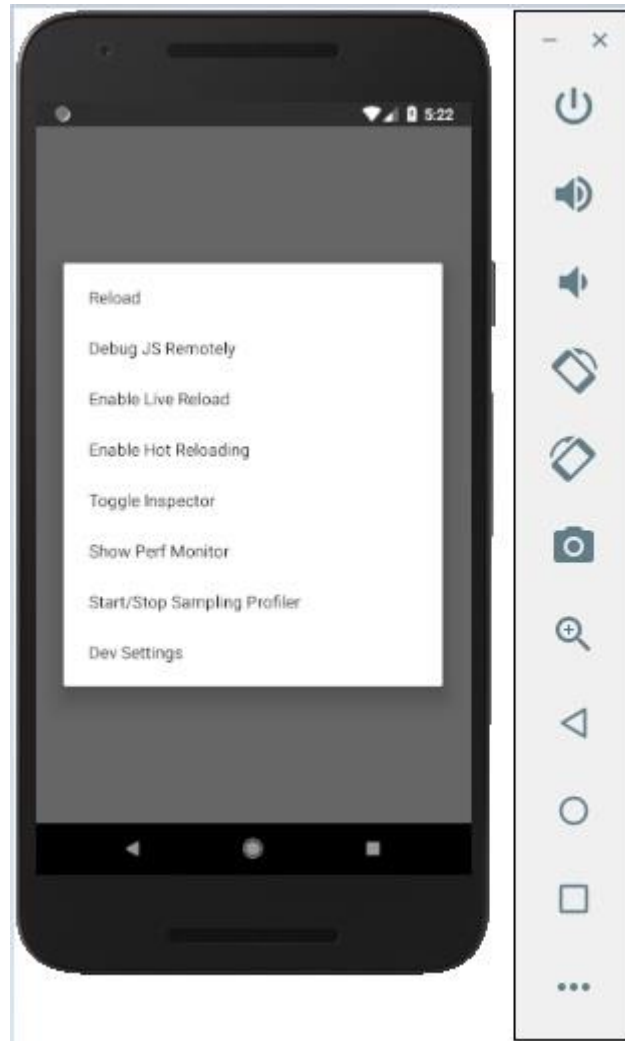 5:22
Reload
Debug JS Remotely
Enable Live Reload
Enable Hot Reloading
Toggle Inspector
Show Perf Monitor
Start/Stop Sampling Profiler
Dev Settings